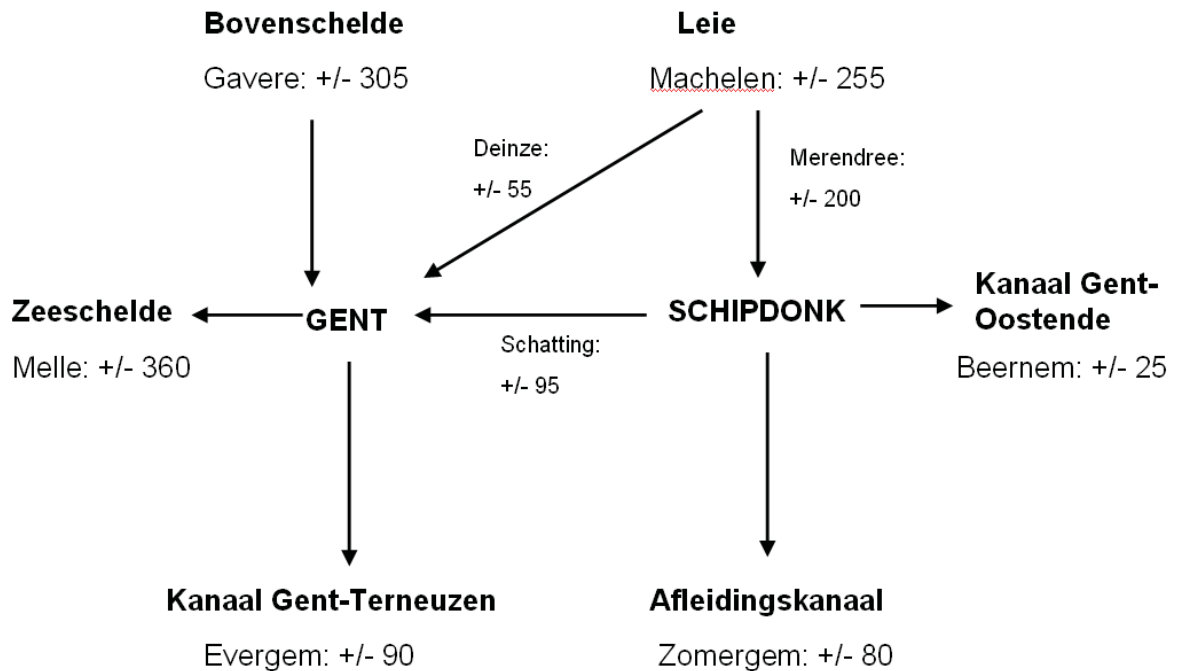 Bovenschelde
Gavere: +/- 305
Leie
Machelen: +/- 255
Deinze:
+/- 55
Merendree:
+/- 200
Zeeschelde
Melle: +/- 360
GENT
Schatting:
+/- 95
SCHIPDONK
Kanaal Gent-
Oostende
Beernem: +/- 25
Kanaal Gent-Terneuzen
Evergem: +/- 90
Afleidingskanaal
Zomergem: +/- 80